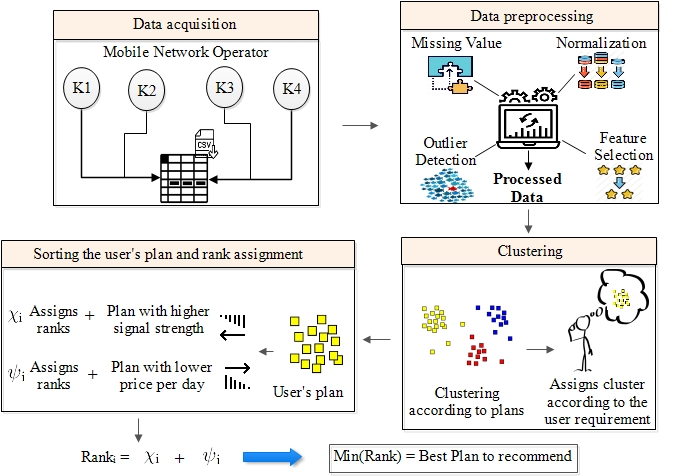 Data acquisition
Mobile Network Operator
K1
K2
K3
K4
CSV
Data preprocessing
Missing Value
Normalization
Outlier
Detection
Feature
Selection
Processed
Data
Clustering
Clustering
according to plans
Assigns cluster
according to the
user requirement
Sorting the user's plan and rank assignment
χi Assigns
ranks
+
Plan with higher
signal strength
ψi Assigns
ranks
+
Plan with lower
price per day
User's plan
Ranki = χi + ψi
Min(Rank) = Best Plan to recommend